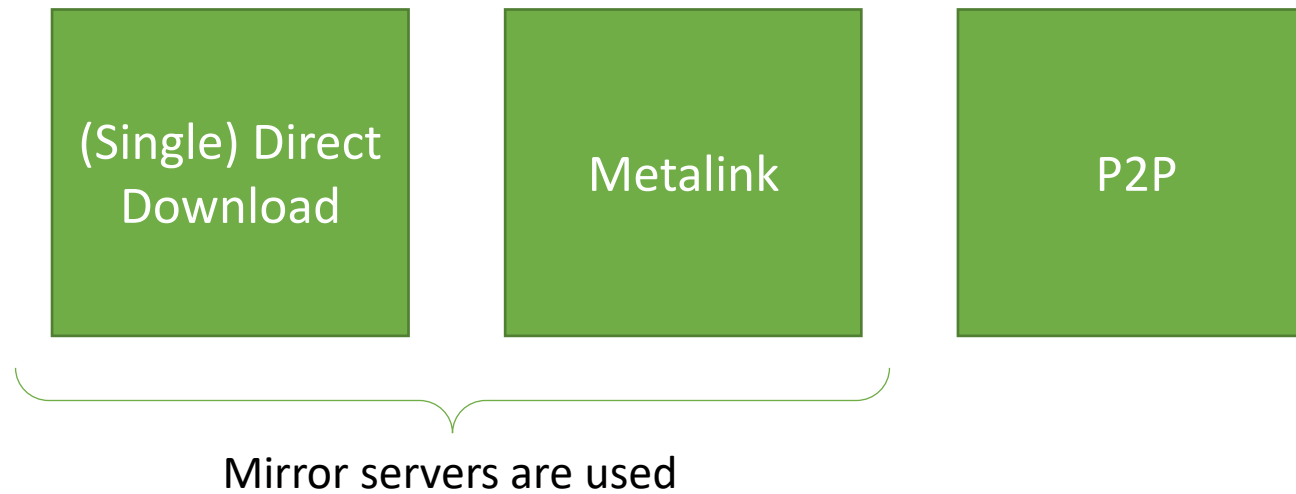 (Single) Direct
Download
Metalink
P2P
Mirror servers are used